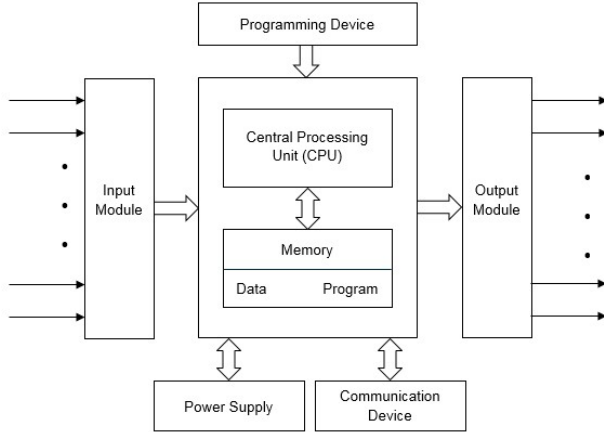 Programming Device
Central Processing
Unit (CPU)
Input
Module
Output
Module
Memory
Data Program
Power Supply
Communication
Device